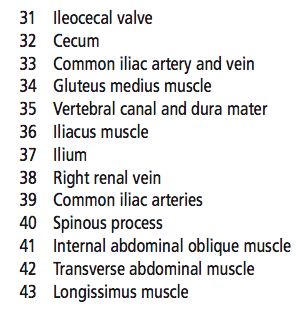 31 Ileocecal valve
32 Cecum
33 Common iliac artery and vein
34 Gluteus medius muscle
35 Vertebral canal and dura mater
36 Iliacus muscle
37 Ilium
38 Right renal vein
39 Common iliac arteries
40 Spinous process
41 Internal abdominal oblique muscle
42 Transverse abdominal muscle
43 Longissimus muscle